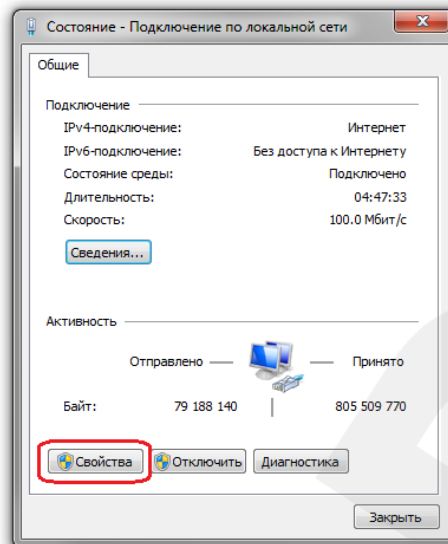 Состояние - Подключение по локальной сети
Общие
Подключение
IPv4-подключение: Интернет
IPv6-подключение: Без доступа к Интернету
Состояние среды: Подключено
Длительность: 04:47:33
Скорость: 100.0 Мбит/с
Сведения...
Активность
Отправлено — — Принято
Байт: 79 188 140 | 805 509 770
Свойства Отключить Диагностика
Закрыть